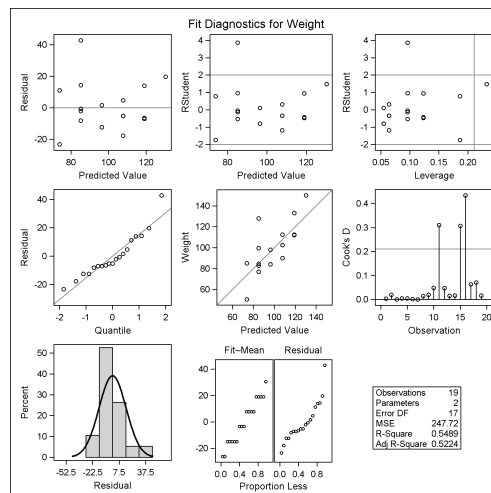 Fit Diagnostics for Weight
Residual
40
20
0
-20
80 100 120
Predicted Value
RStudent
4
3
2
1
0
-1
-2
80 100 120
Predicted Value
RStudent
4
3
2
1
0
-1
-2
0.05 0.10 0.15 0.20
Leverage
Residual
40
20
0
-20
-2 -1 0 1 2
Quantile
Weight
140
120
100
80
60
60 80 100 120 140
Predicted Value
Cook's D
0.4
0.3
0.2
0.1
0.0
0 5 10 15 20
Observation
Percent
50
40
30
20
10
0
-52.5 -22.5 7.5 37.5
Residual
Fit–Mean Residual
40
20
0
-20
0.0 0.4 0.8 0.0 0.4 0.8
Proportion Less
Observations 19
Parameters 2
Error DF 17
MSE 247.72
R-Square 0.5489
Adj R-Square 0.5224